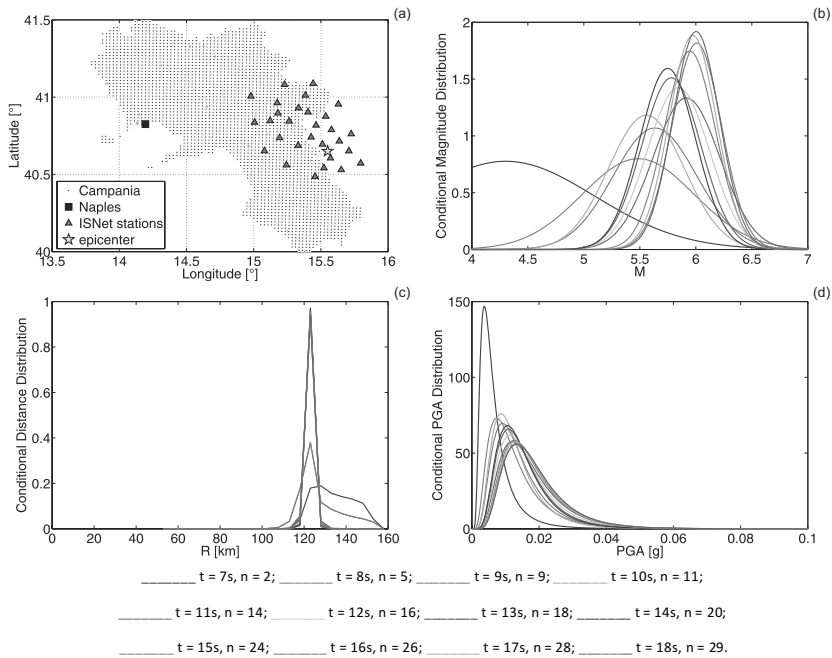 (a)
41.5
41
40.5
40
13.5 14 14.5 15 15.5 16
Latitude [°]
Longitude [°]
Campania
Naples
ISNet stations
epicenter
(b)
2
1.5
1
0.5
0
4 4.5 5 5.5 6 6.5 7
Conditional Magnitude Distribution
M
(c)
1
0.8
0.6
0.4
0.2
0
0 20 40 60 80 100 120 140 160
Conditional Distance Distribution
R [km]
(d)
150
100
50
0
0 0.02 0.04 0.06 0.08 0.1
Conditional PGA Distribution
PGA [g]
t = 7s, n = 2; t = 8s, n = 5; t = 9s, n = 9; t = 10s, n = 11;
t = 11s, n = 14; t = 12s, n = 16; t = 13s, n = 18; t = 14s, n = 20;
t = 15s, n = 24; t = 16s, n = 26; t = 17s, n = 28; t = 18s, n = 29.